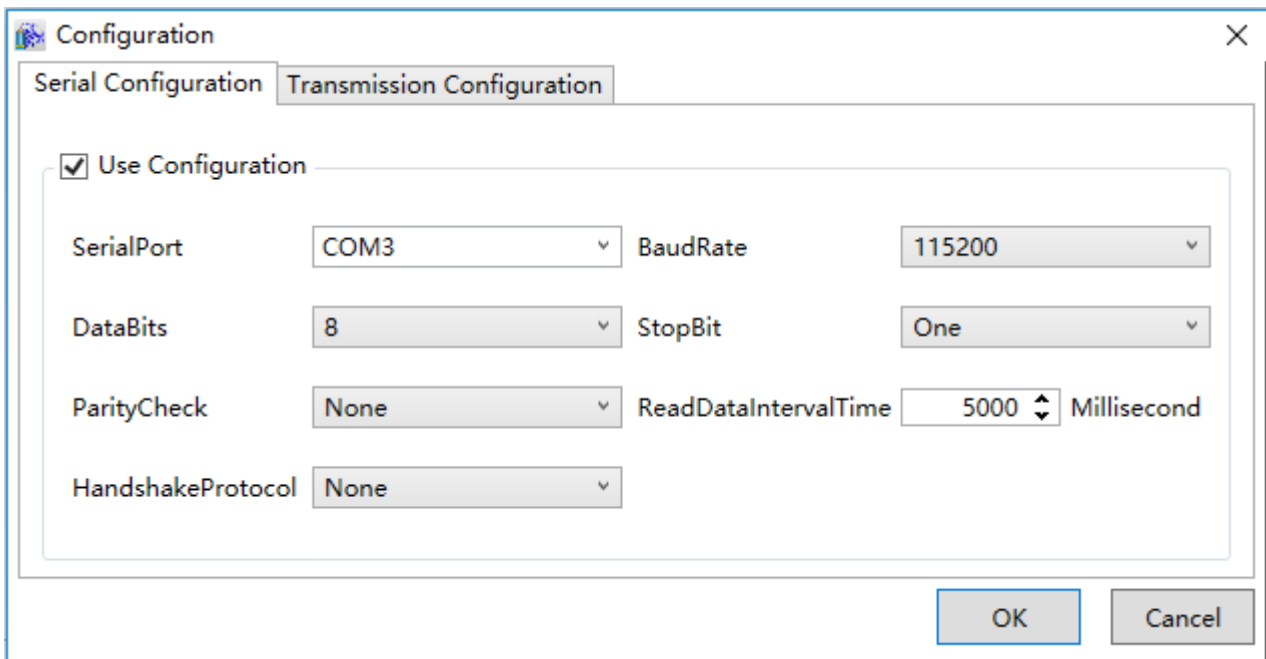 Configuration
Serial Configuration Transmission Configuration
Use Configuration
SerialPort COM3 BaudRate 115200
DataBits 8 StopBit One
ParityCheck None ReadDataIntervalTime 5000 Millisecond
HandshakeProtocol None
OK Cancel